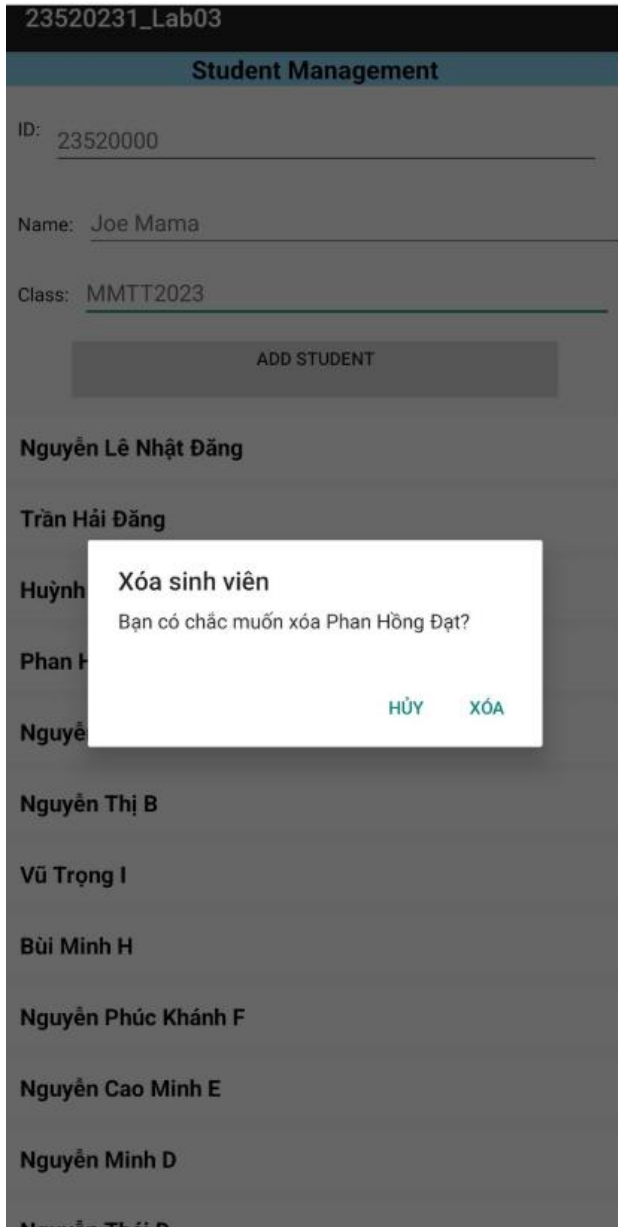 23520231_Lab03
Student Management
ID: 23520000
Name: Joe Mama
Class: MMTT2023
ADD STUDENT
Nguyễn Lê Nhật Đăng
Trần Hải Đăng
Huỳnh
Xóa sinh viên
Bạn có chắc muốn xóa Phan Hồng Đạt?
HỦY XÓA
Phan
Nguyễn Thị B
Vũ Trọng I
Bùi Minh H
Nguyễn Phúc Khánh F
Nguyễn Cao Minh E
Nguyễn Minh D